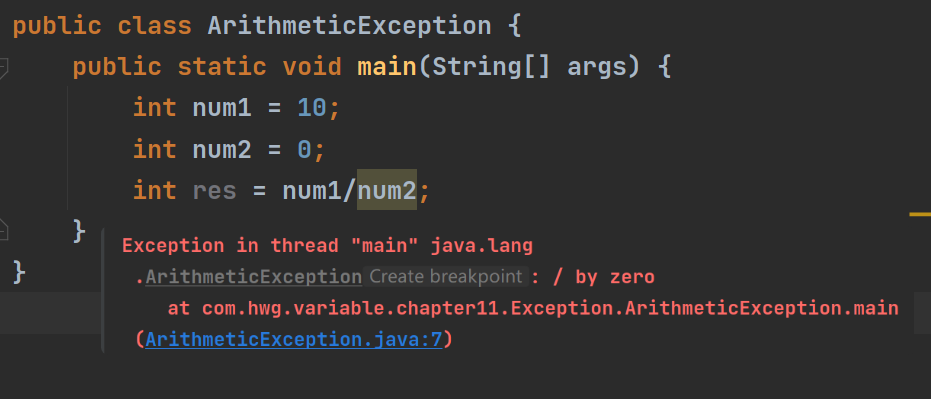 public class ArithmeticException {
public static void main(String[] args) {
int num1 = 10;
int num2 = 0;
int res = num1/num2;
}
}
Exception in thread "main" java.lang
.ArithmeticException Create breakpoint : / by zero
at com.hwg.variable.chapter11.Exception.ArithmeticException.main
(ArithmeticException.java:7)